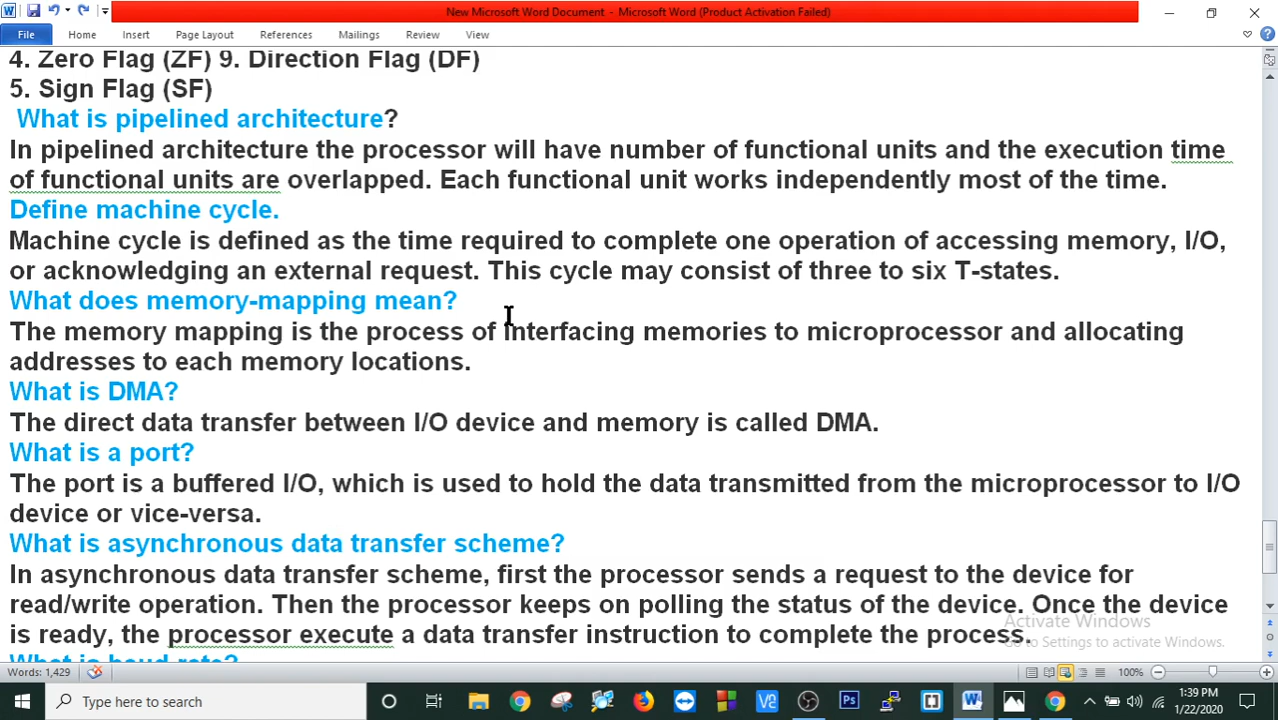 New Microsoft Word Document - Microsoft Word (Product Activation Failed)
File Home Insert Page Layout References Mailings Review View
4. Zero Flag (ZF) 9. Direction Flag (DF)
5. Sign Flag (SF)
What is pipelined architecture?
In pipelined architecture the processor will have number of functional units and the execution time
of functional units are overlapped. Each functional unit works independently most of the time.
Define machine cycle.
Machine cycle is defined as the time required to complete one operation of accessing memory, I/O,
or acknowledging an external request. This cycle may consist of three to six T-states.
What does memory-mapping mean?
The memory mapping is the process of interfacing memories to microprocessor and allocating
addresses to each memory locations.
What is DMA?
The direct data transfer between I/O device and memory is called DMA.
What is a port?
The port is a buffered I/O, which is used to hold the data transmitted from the microprocessor to I/O
device or vice-versa.
What is asynchronous data transfer scheme?
In asynchronous data transfer scheme, first the processor sends a request to the device for
read/write operation. Then the processor keeps on polling the status of the device. Once the device
is ready, the processor execute a data transfer instruction to complete the process.
What is baud rate?
Activate Windows
Go to Settings to activate Windows.
Words: 1,429
100%
Type here to search
1:39 PM
1/22/2020